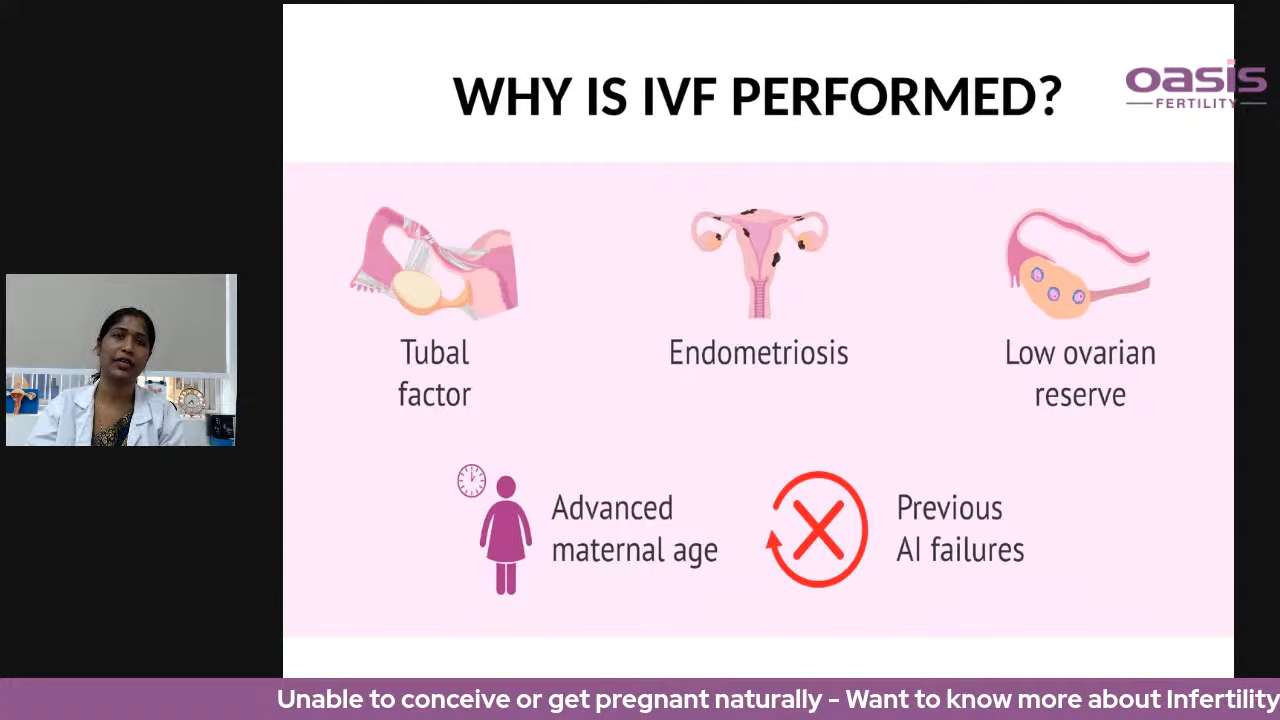 WHY IS IVF PERFORMED?
oasis
FERTILITY
Tubal
factor
Endometriosis
Low ovarian
reserve
Advanced
maternal age
Previous
AI failures
Unable to conceive or get pregnant naturally - Want to know more about Infertility